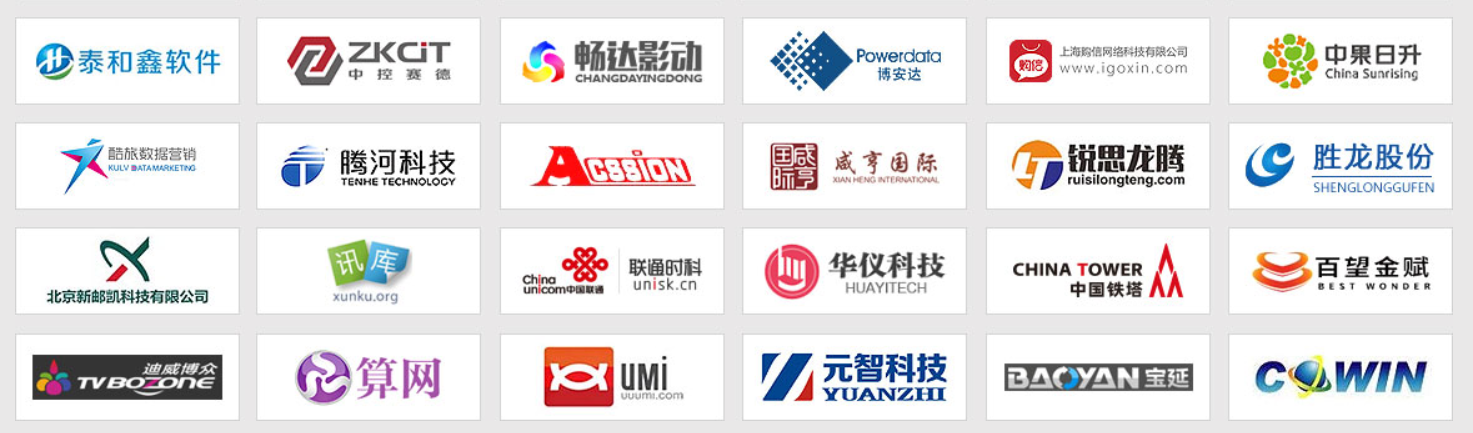 泰和鑫软件
ZKCiT
中控赛德
畅达影动
CHANGDAYINGDONG
Powerdata
博安达
购信
上海购信网络科技有限公司
www.igoxin.com
中果日升
China Sunrising
酷旅数据营销
KULV DATAMARKETING
腾河科技
TENHE TECHNOLOGY
ACSSION
咸亨国际
咸亨国际
XIAN HENG INTERNATIONAL
锐思龙腾
ruisilongteng.com
胜龙股份
SHENGLONGGUFEN
北京新邮凯科技有限公司
讯库
xunku.org
China
unicom中国联通
联通时科
unisk.cn
华仪科技
HUAYITECH
CHINA TOWER
中国铁塔
百望金赋
BEST WONDER
迪威博众
TVBOZONE
算网
UMi
uuumi.com
元智科技
YUANZHI
BAOYAN宝延
COWIN